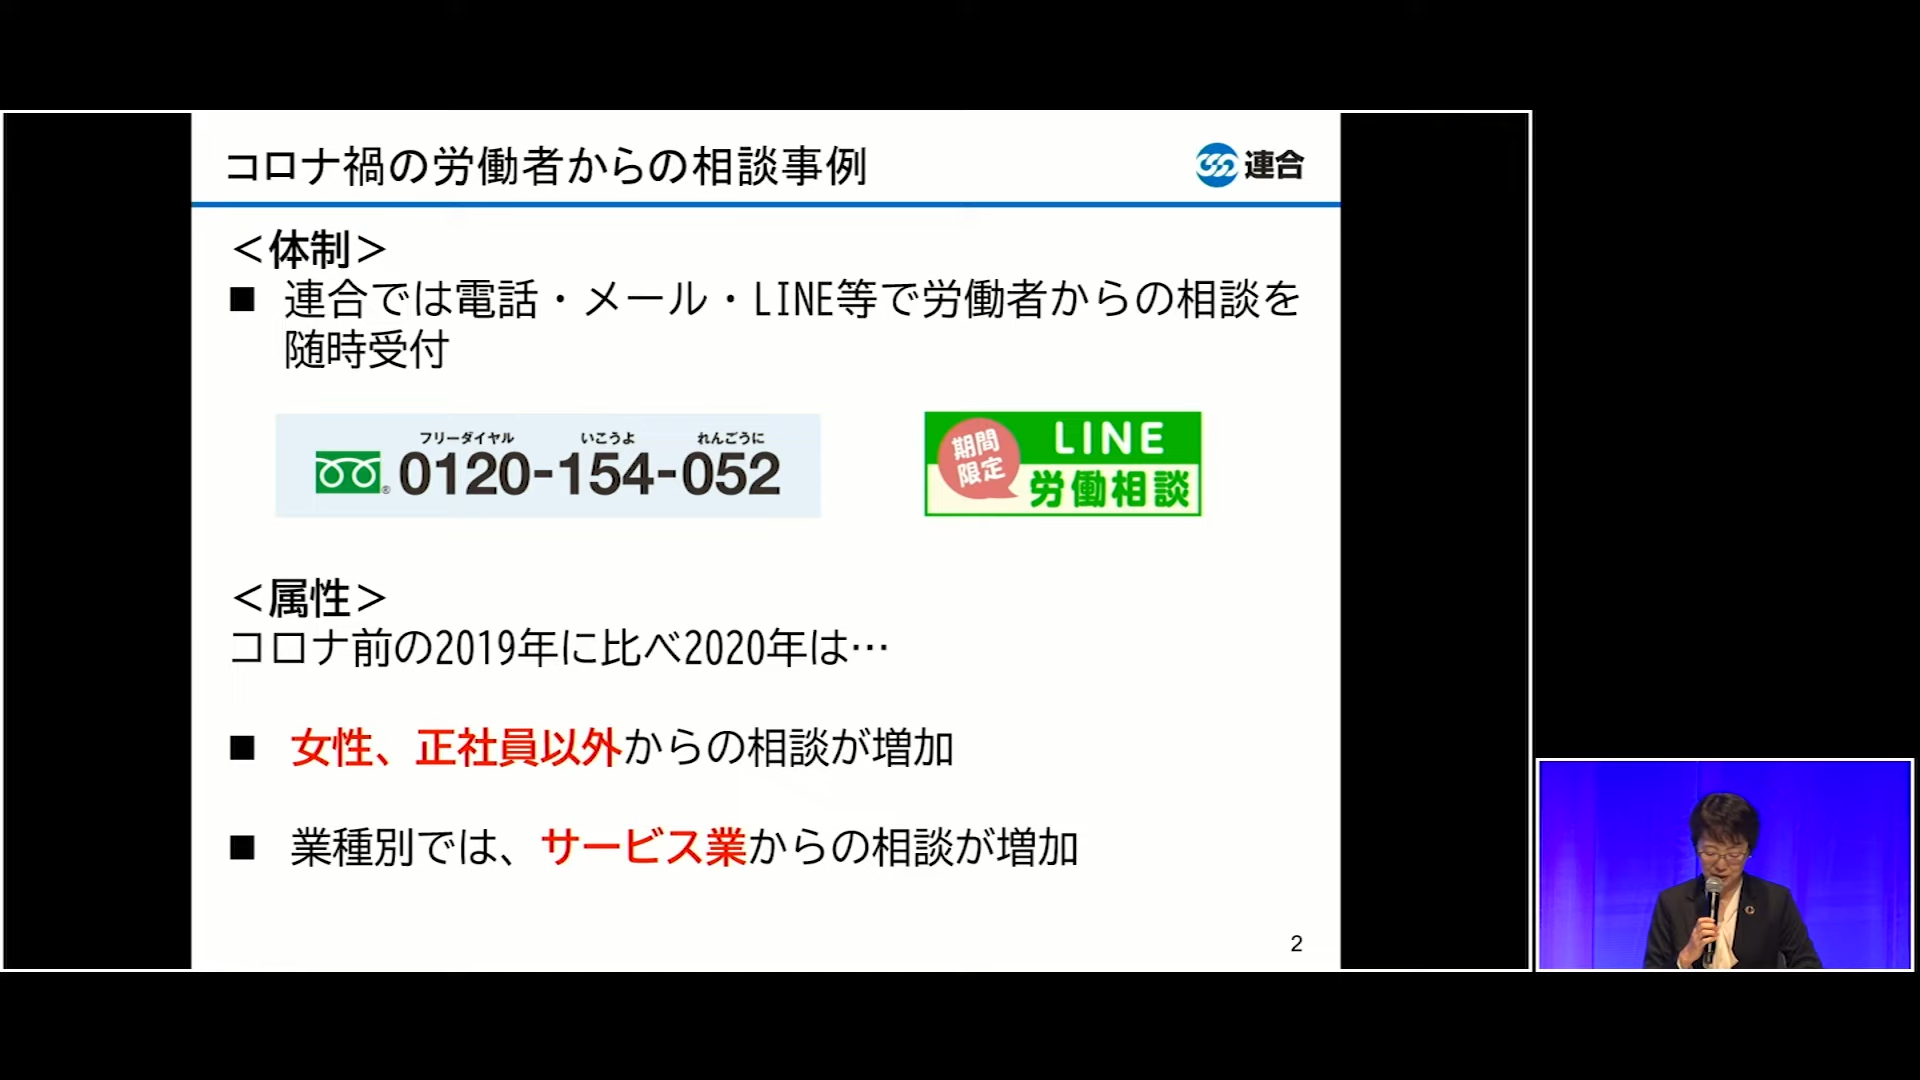 コロナ禍の労働者からの相談事例
連合
＜体制＞
■ 連合では電話・メール・LINE等で労働者からの相談を
随時受付
フリーダイヤル いこうよ れんごうに
® 0120-154-052
期間
限定
LINE
労働相談
＜属性＞
コロナ前の2019年に比べ2020年は…
■ 女性、正社員以外からの相談が増加
■ 業種別では、サービス業からの相談が増加
2